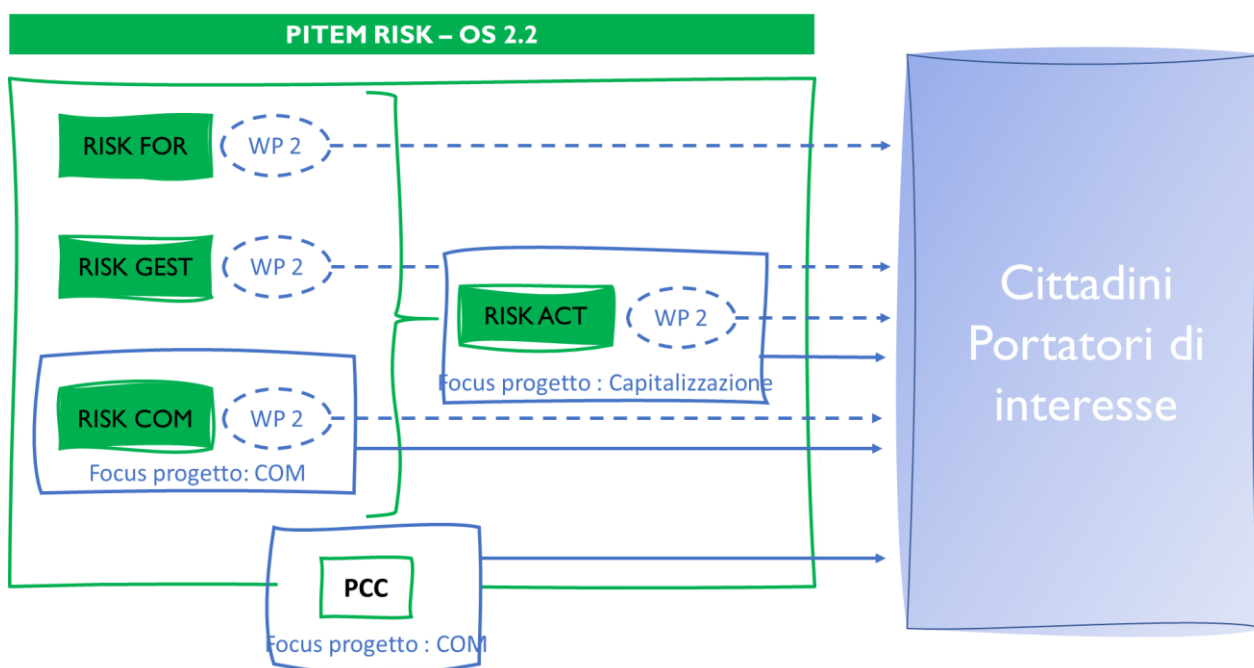 PITEM RISK – OS 2.2
RISK FOR
WP 2
RISK GEST
WP 2
RISK ACT
WP 2
Focus progetto : Capitalizzazione
RISK COM
WP 2
Focus progetto: COM
PCC
Focus progetto : COM
Cittadini
Portatori di
interesse